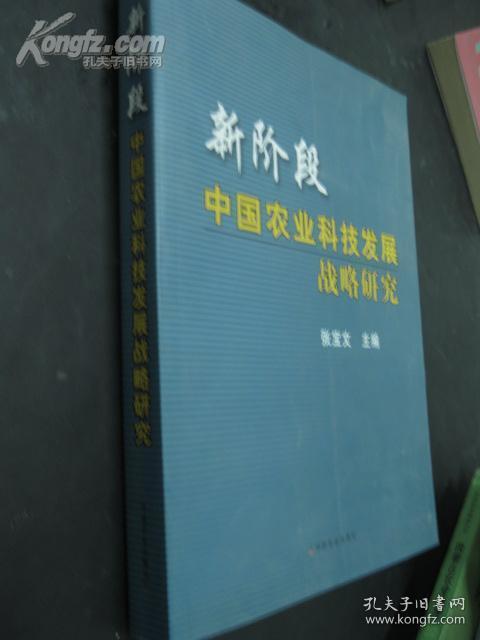 Kongfz.com
孔夫子旧书网
新阶段
中国农业科技发展战略研究
新阶段
中国农业科技发展
战略研究
张宝文 主编
孔夫子旧书网
www.kongfz.com